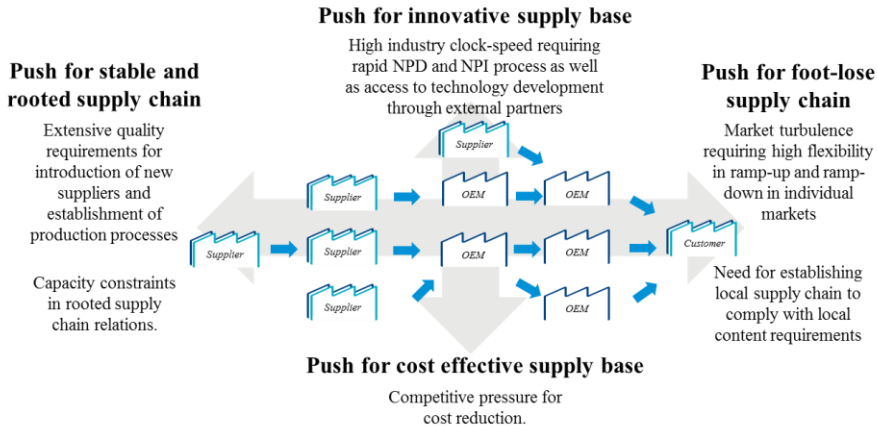 Push for innovative supply base
High industry clock-speed requiring
rapid NPD and NPI process as well
as access to technology development
through external partners
Push for stable and
rooted supply chain
Extensive quality
requirements for
introduction of new
suppliers and
establishment of
production processes
Capacity constraints
in rooted supply
chain relations.
Push for foot-lose
supply chain
Market turbulence
requiring high flexibility
in ramp-up and ramp-
down in individual
markets
Need for establishing
local supply chain to
comply with local
content requirements
Supplier
Supplier
OEM
OEM
Supplier
Supplier
OEM
OEM
Customer
Supplier
OEM
Push for cost effective supply base
Competitive pressure for
cost reduction.